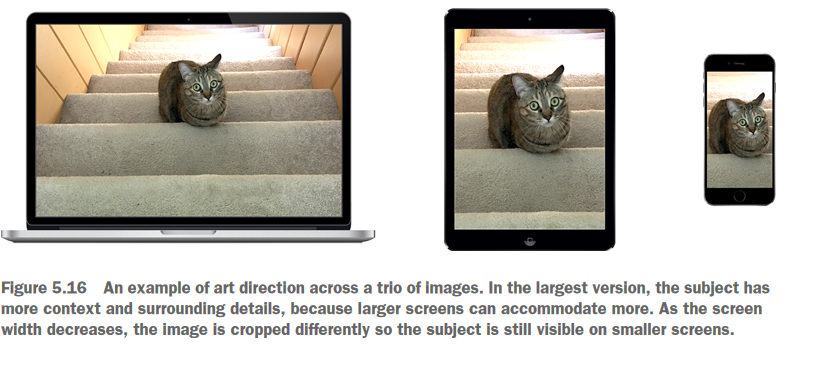 Figure 5.16 An example of art direction across a trio of images. In the largest version, the subject has
more context and surrounding details, because larger screens can accommodate more. As the screen
width decreases, the image is cropped differently so the subject is still visible on smaller screens.